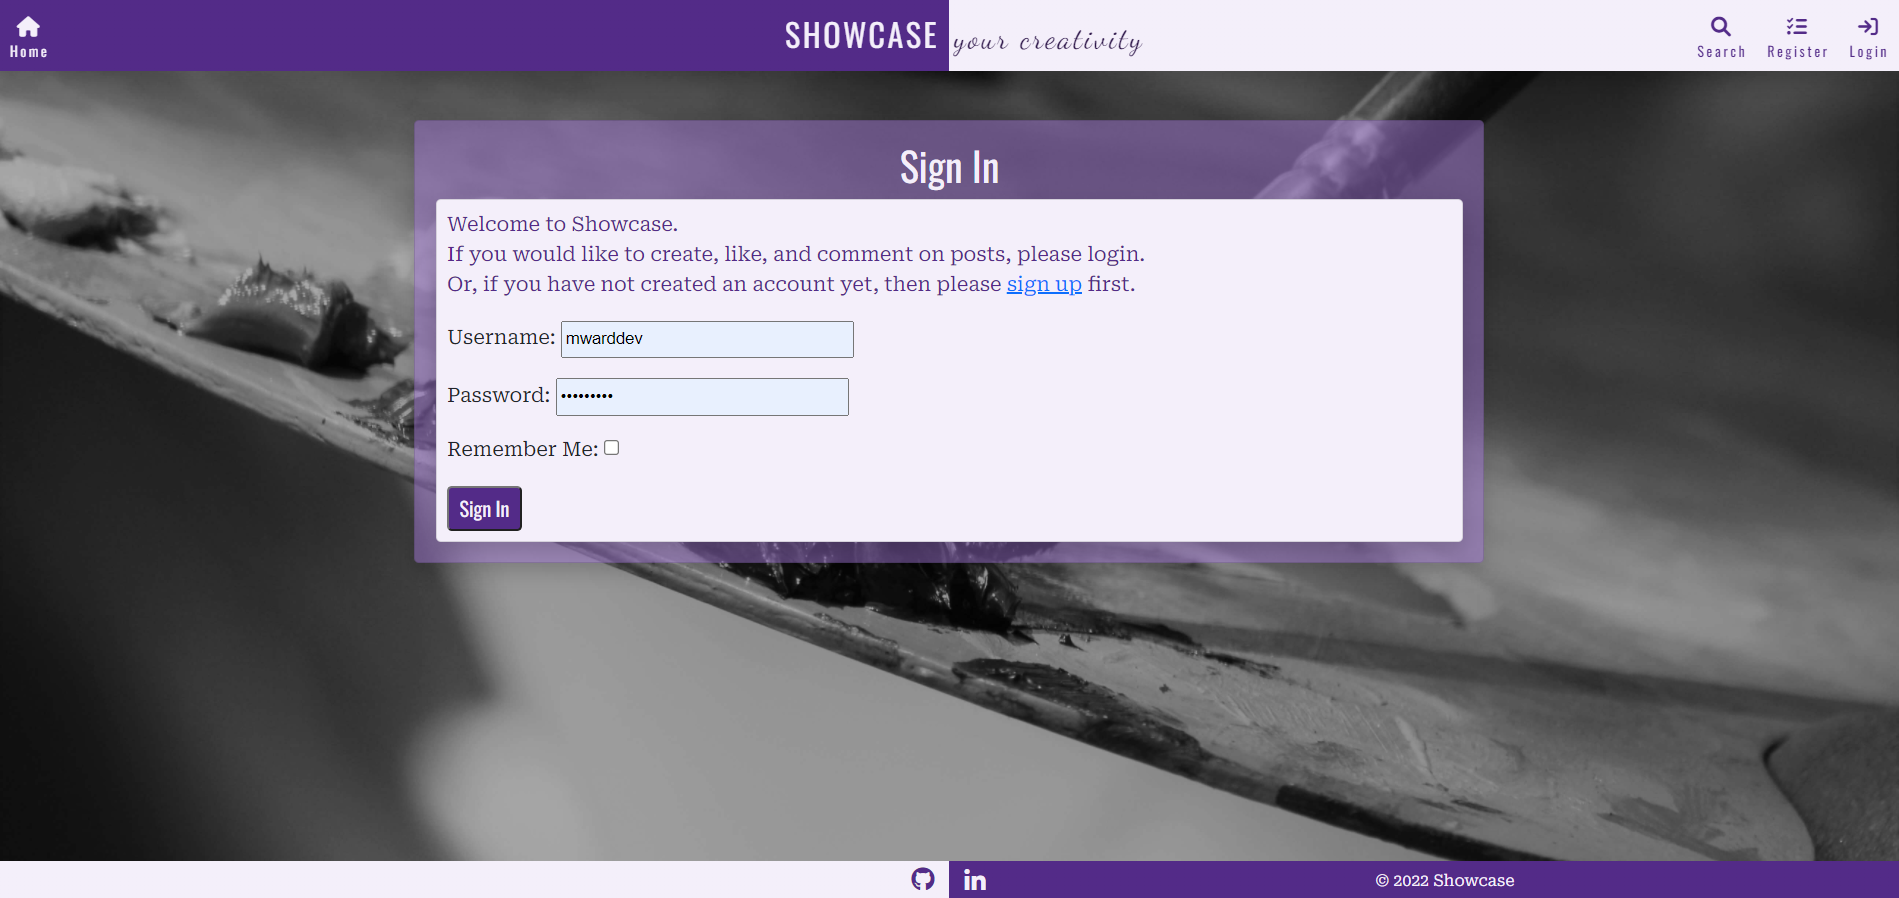 Home
SHOWCASE your creativity
Search Register Login
Sign In
Welcome to Showcase.
If you would like to create, like, and comment on posts, please login.
Or, if you have not created an account yet, then please sign up first.
Username: mwarddev
Password: •••••••••
Remember Me:
Sign In
in
© 2022 Showcase